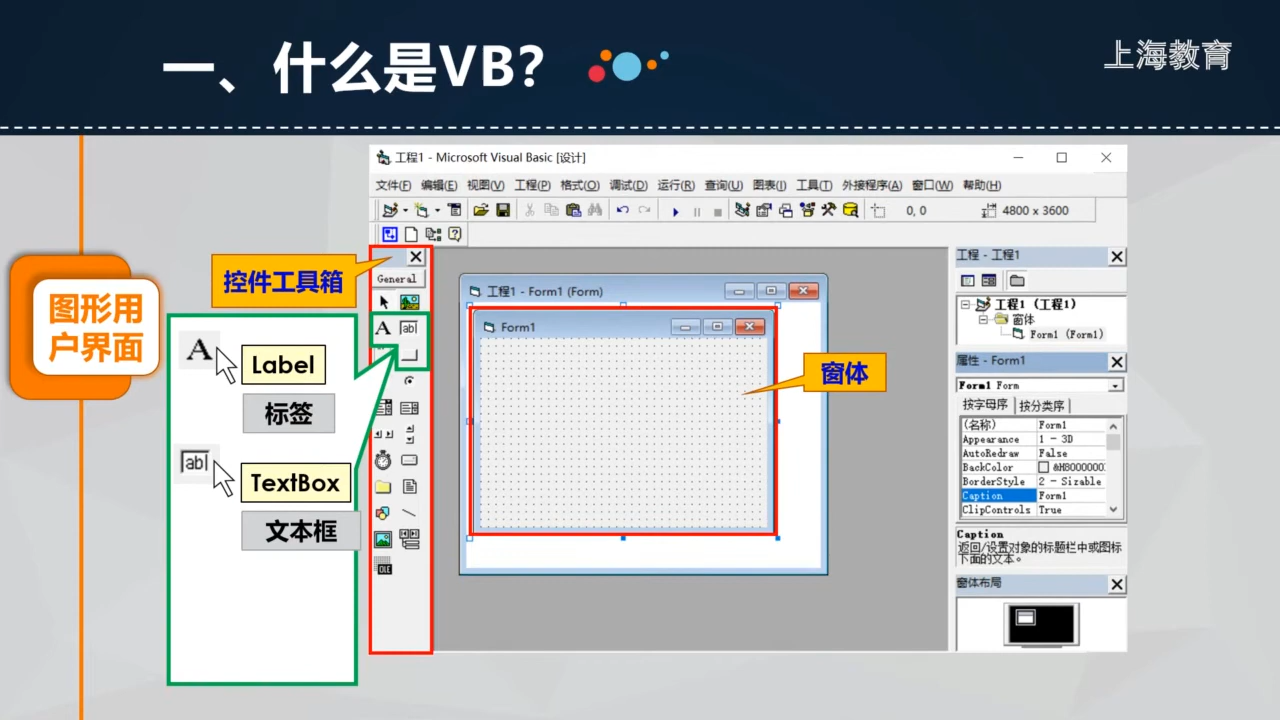 一、什么是VB?
上海教育
工程1 - Microsoft Visual Basic [设计]
文件(F) 编辑(E) 视图(V) 工程(P) 格式(O) 调试(D) 运行(R) 查询(U) 图表(I) 工具(T) 外接程序(A) 窗口(W) 帮助(H)
0, 0 4800 x 3600
图形用
户界面
控件工具箱
General
A
ab
OLE
A
Label
标签
ab
TextBox
文本框
工程1 - Form1 (Form)
Form1
窗体
工程 - 工程1
工程1 (工程1)
窗体
Form1 (Form1)
属性 - Form1
Form1 Form
按字母序 按分类序
(名称) Form1
Appearance 1 - 3D
AutoRedraw False
BackColor &H8000000
BorderStyle 2 - Sizable
Caption Form1
ClipControls True
Caption
返回/设置对象的标题栏中或图标
下面的文本。
窗体布局